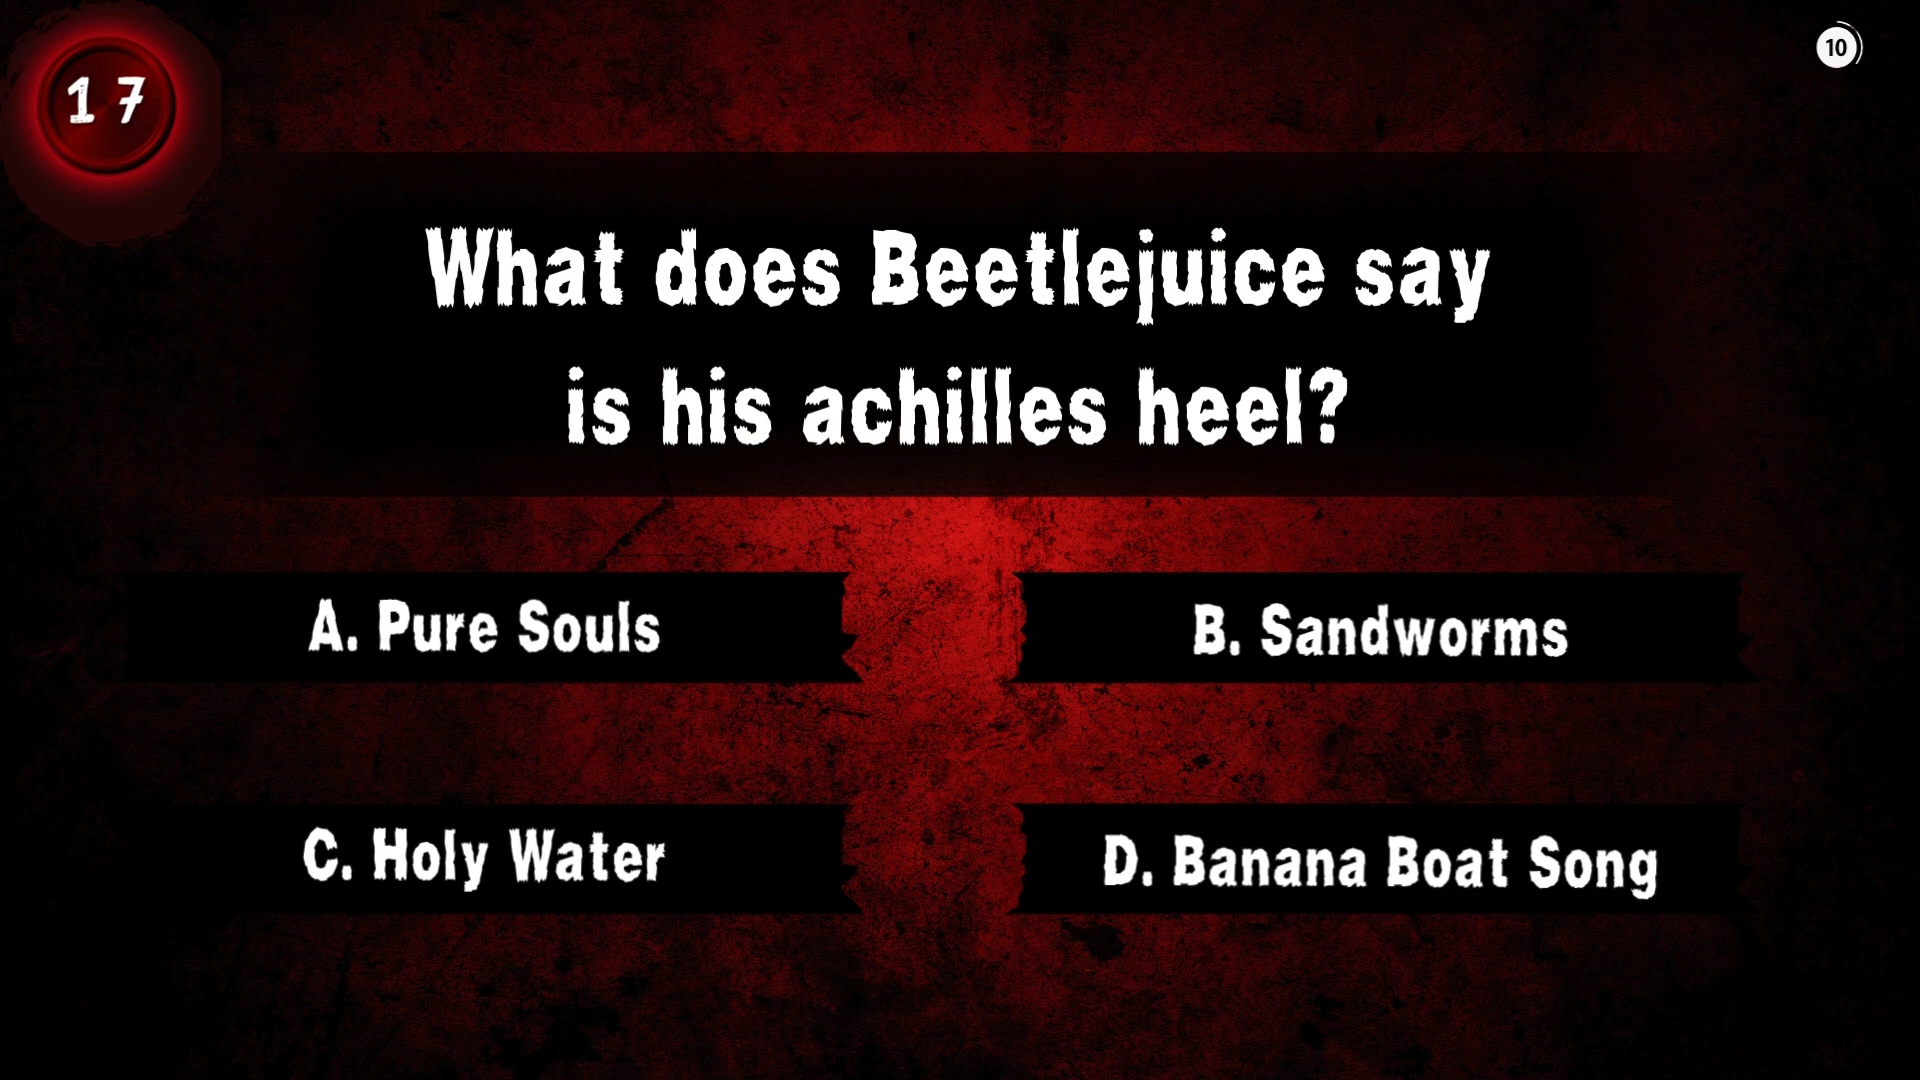 17
10
What does Beetlejuice say
is his achilles heel?
A. Pure Souls
B. Sandworms
C. Holy Water
D. Banana Boat Song